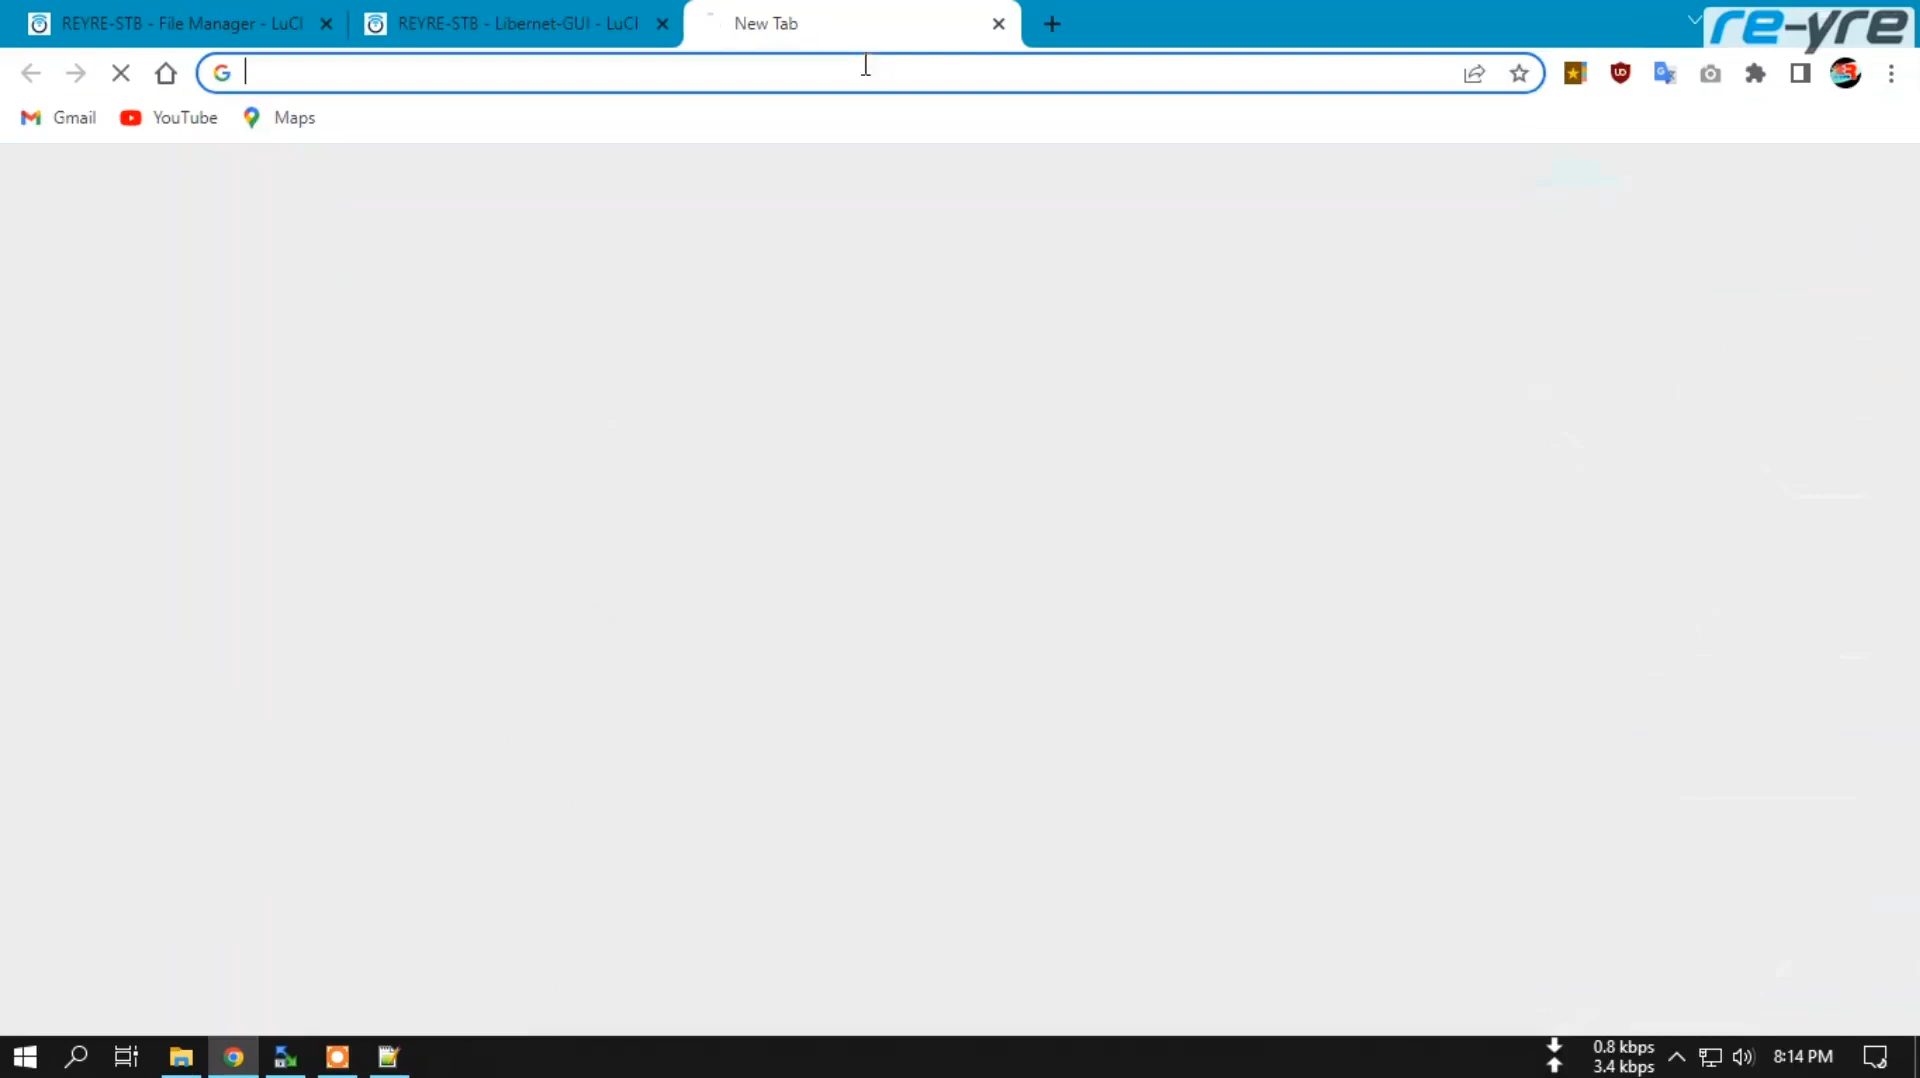 REYRE-STB - File Manager - LuCI
REYRE-STB - Libernet-GUI - LuCI
New Tab
re-yre
Gmail
YouTube
Maps
0.8 kbps
3.4 kbps
8:14 PM